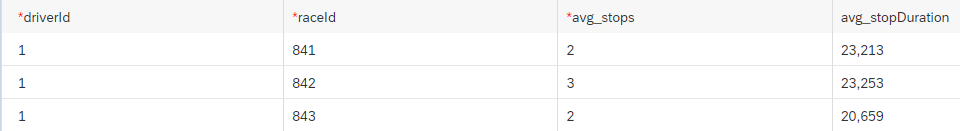 *driverId *raceId *avg_stops avg_stopDuration
1 841 2 23,213
1 842 3 23,253
1 843 2 20,659